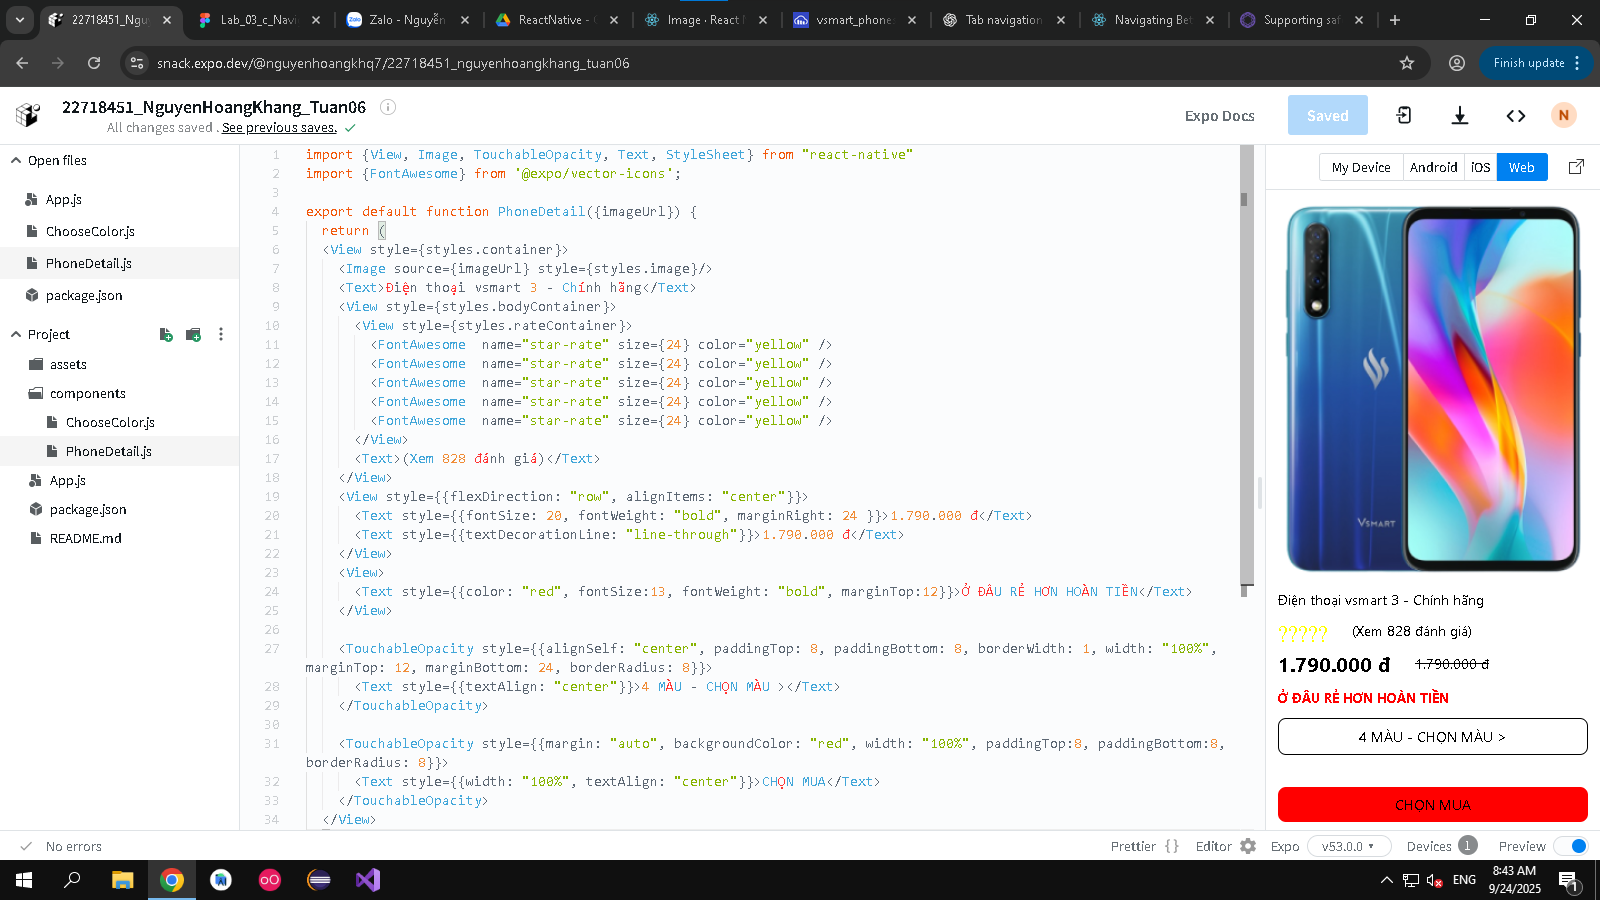 22718451_Nguy
Lab_03_c_Navi
Zalo - Nguyễn
ReactNative - 
Image · React N
vsmart_phone
Tab navigation
Navigating Bet
Supporting saf
snack.expo.dev/@nguyenhoangkhq7/22718451_nguyenhoangkhang_tuan06
Finish update
22718451_NguyenHoangKhang_Tuan06
All changes saved . See previous saves.
Expo Docs
Saved
N
Open files
App.js
ChooseColor.js
PhoneDetail.js
package.json
Project
assets
components
ChooseColor.js
PhoneDetail.js
App.js
package.json
README.md
1 import {View, Image, TouchableOpacity, Text, StyleSheet} from "react-native"
2 import {FontAwesome} from '@expo/vector-icons';
3
4 export default function PhoneDetail({imageUrl}) {
5 return (
6 <View style={styles.container}>
7 <Image source={imageUrl} style={styles.image}/>
8 <Text>Điện thoại vsmart 3 - Chính hãng</Text>
9 <View style={styles.bodyContainer}>
10 <View style={styles.rateContainer}>
11 <FontAwesome  name="star-rate" size={24} color="yellow" />
12 <FontAwesome  name="star-rate" size={24} color="yellow" />
13 <FontAwesome  name="star-rate" size={24} color="yellow" />
14 <FontAwesome  name="star-rate" size={24} color="yellow" />
15 <FontAwesome  name="star-rate" size={24} color="yellow" />
16 </View>
17 <Text>(Xem 828 đánh giá)</Text>
18 </View>
19 <View style={{flexDirection: "row", alignItems: "center"}}>
20 <Text style={{fontSize: 20, fontWeight: "bold", marginRight: 24 }}>1.790.000 đ</Text>
21 <Text style={{textDecorationLine: "line-through"}}>1.790.000 đ</Text>
22 </View>
23 <View>
24 <Text style={{color: "red", fontSize:13, fontWeight: "bold", marginTop:12}}>Ở ĐÂU RẺ HƠN HOÀN TIỀN</Text>
25 </View>
26
27 <TouchableOpacity style={{alignSelf: "center", paddingTop: 8, paddingBottom: 8, borderWidth: 1, width: "100%",
marginTop: 12, marginBottom: 24, borderRadius: 8}}>
28 <Text style={{textAlign: "center"}}>4 MÀU - CHỌN MÀU ></Text>
29 </TouchableOpacity>
30
31 <TouchableOpacity style={{margin: "auto", backgroundColor: "red", width: "100%", paddingTop:8, paddingBottom:8,
borderRadius: 8}}>
32 <Text style={{width: "100%", textAlign: "center"}}>CHỌN MUA</Text>
33 </TouchableOpacity>
34 </View>
My Device
Android
iOS
Web
VSMART
Điện thoại vsmart 3 - Chính hãng
????? (Xem 828 đánh giá)
1.790.000 đ 1.790.000 đ
Ở ĐÂU RẺ HƠN HOÀN TIỀN
4 MÀU - CHỌN MÀU >
CHỌN MUA
No errors
Prettier {}
Editor
Expo
v53.0.0
Devices 1
Preview
ENG
8:43 AM
9/24/2025
1